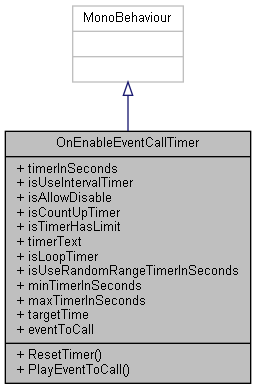 MonoBehaviour
OnEnableEventCallTimer
+ timerInSeconds
+ isUseIntervalTimer
+ isAllowDisable
+ isCountUpTimer
+ isTimerHasLimit
+ timerText
+ isLoopTimer
+ isUseRandomRangeTimerInSeconds
+ minTimerInSeconds
+ maxTimerInSeconds
+ targetTime
+ eventToCall
+ ResetTimer()
+ PlayEventToCall()